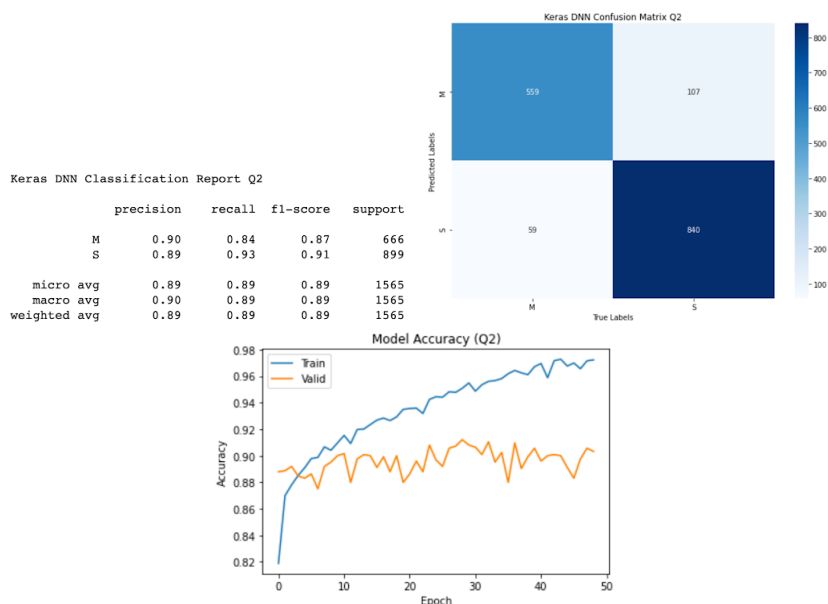 Keras DNN Confusion Matrix Q2
M
559
107
800
700
600
500
400
300
200
100
Predicted Labels
S
59
840
M
S
True Labels
Keras DNN Classification Report Q2
precision recall f1-score support
M 0.90 0.84 0.87 666
S 0.89 0.93 0.91 899
micro avg 0.89 0.89 0.89 1565
macro avg 0.90 0.89 0.89 1565
weighted avg 0.89 0.89 0.89 1565
Model Accuracy (Q2)
Train
Valid
0.98
0.96
0.94
0.92
0.90
0.88
0.86
0.84
0.82
Accuracy
0 10 20 30 40 50
Epoch